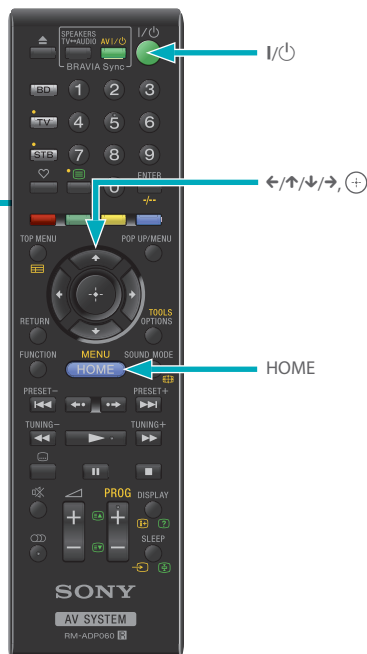 SPEAKERS
TV↔AUDIO AV I/⏻ I/⏻
BRAVIA Sync
I/⏻
BD 1 2 3
TV 4 5 6
STB 7 8 9
0 ENTER
-/--
←/↑/↓/→, ⊕
TOP MENU POP UP/MENU
TOOLS
RETURN OPTIONS
FUNCTION MENU SOUND MODE
HOME
HOME
PRESET– PRESET+
TUNING– TUNING+
PROG DISPLAY
+ +
– –
SLEEP
SONY
AV SYSTEM
RM-ADP060 R